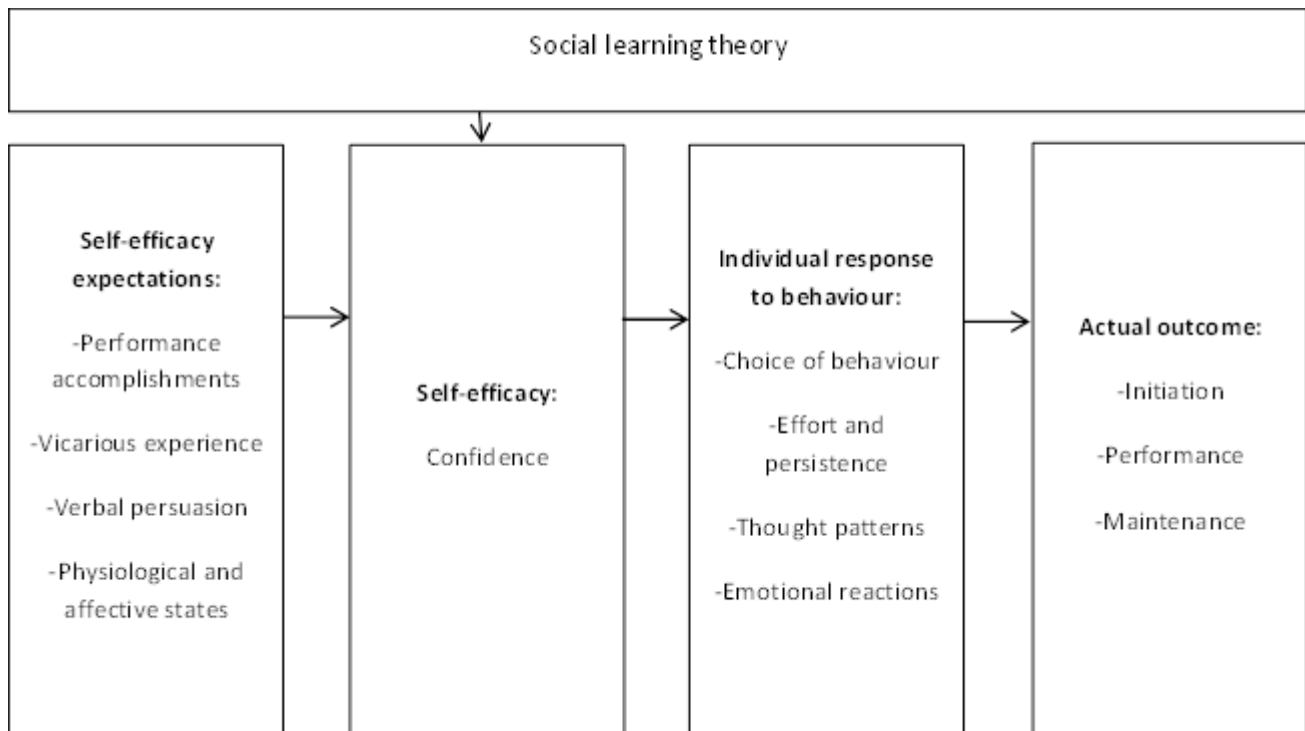 Social learning theory
Self-efficacy
expectations:
-Performance
accomplishments
-Vicarious experience
-Verbal persuasion
-Physiological and
affective states
Self-efficacy:
Confidence
Individual response
to behaviour:
-Choice of behaviour
-Effort and
persistence
-Thought patterns
-Emotional reactions
Actual outcome:
-Initiation
-Performance
-Maintenance